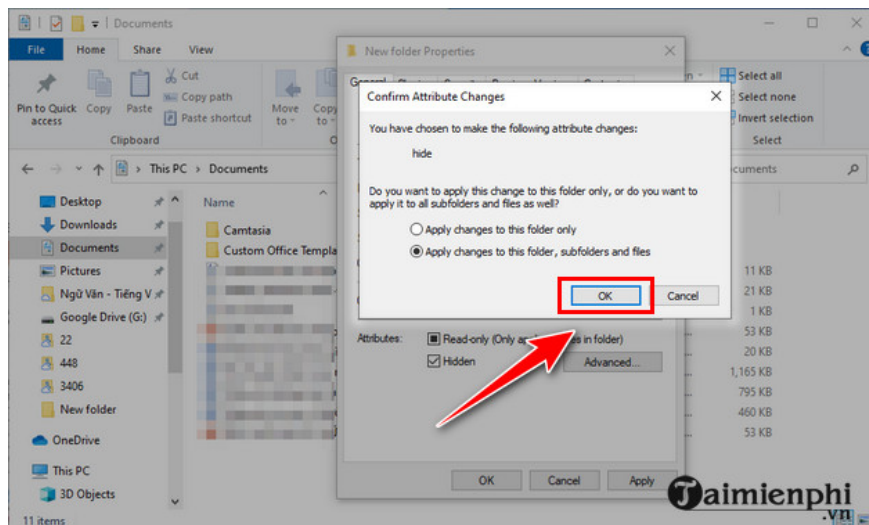 Documents
File Home Share View
New folder Properties
Pin to Quick access
Copy
Paste
Cut
Copy path
Paste shortcut
Move to
Copy to
Clipboard
Select all
Select none
Invert selection
Select
This PC > Documents
Name
Desktop
Downloads
Documents
Pictures
Ngữ Văn - Tiếng V
Google Drive (G:)
22
448
3406
New folder
OneDrive
This PC
3D Objects
11 items
Camtasia
Custom Office Templa
Confirm Attribute Changes
You have chosen to make the following attribute changes:
hide
Do you want to apply this change to this folder only, or do you want to
apply it to all subfolders and files as well?
Apply changes to this folder only
Apply changes to this folder, subfolders and files
OK Cancel
Attributes:
Read-only (Only ap
es in folder)
Hidden
Advanced...
OK Cancel Apply
11 KB
21 KB
1 KB
53 KB
20 KB
1,165 KB
795 KB
460 KB
53 KB
Taimienphi
.vn